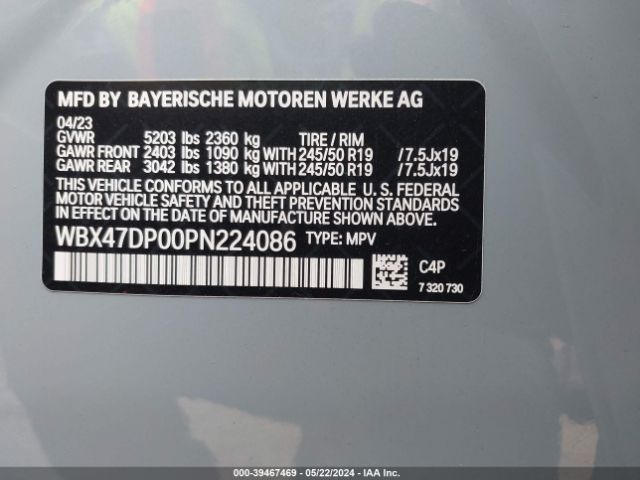 MFD BY BAYERISCHE MOTOREN WERKE AG
04/23
GVWR 5203 lbs 2360 kg TIRE / RIM
GAWR FRONT 2403 lbs 1090 kg WITH 245/50 R19 /7.5Jx19
GAWR REAR 3042 lbs 1380 kg WITH 245/50 R19 /7.5Jx19
THIS VEHICLE CONFORMS TO ALL APPLICABLE U.S. FEDERAL
MOTOR VEHICLE SAFETY AND THEFT PREVENTION STANDARDS
IN EFFECT ON THE DATE OF MANUFACTURE SHOWN ABOVE.
WBX47DP00PN224086 TYPE: MPV
C4P
7 320 730
000 - 39467469 - 05/22/2024 - IAA Inc.